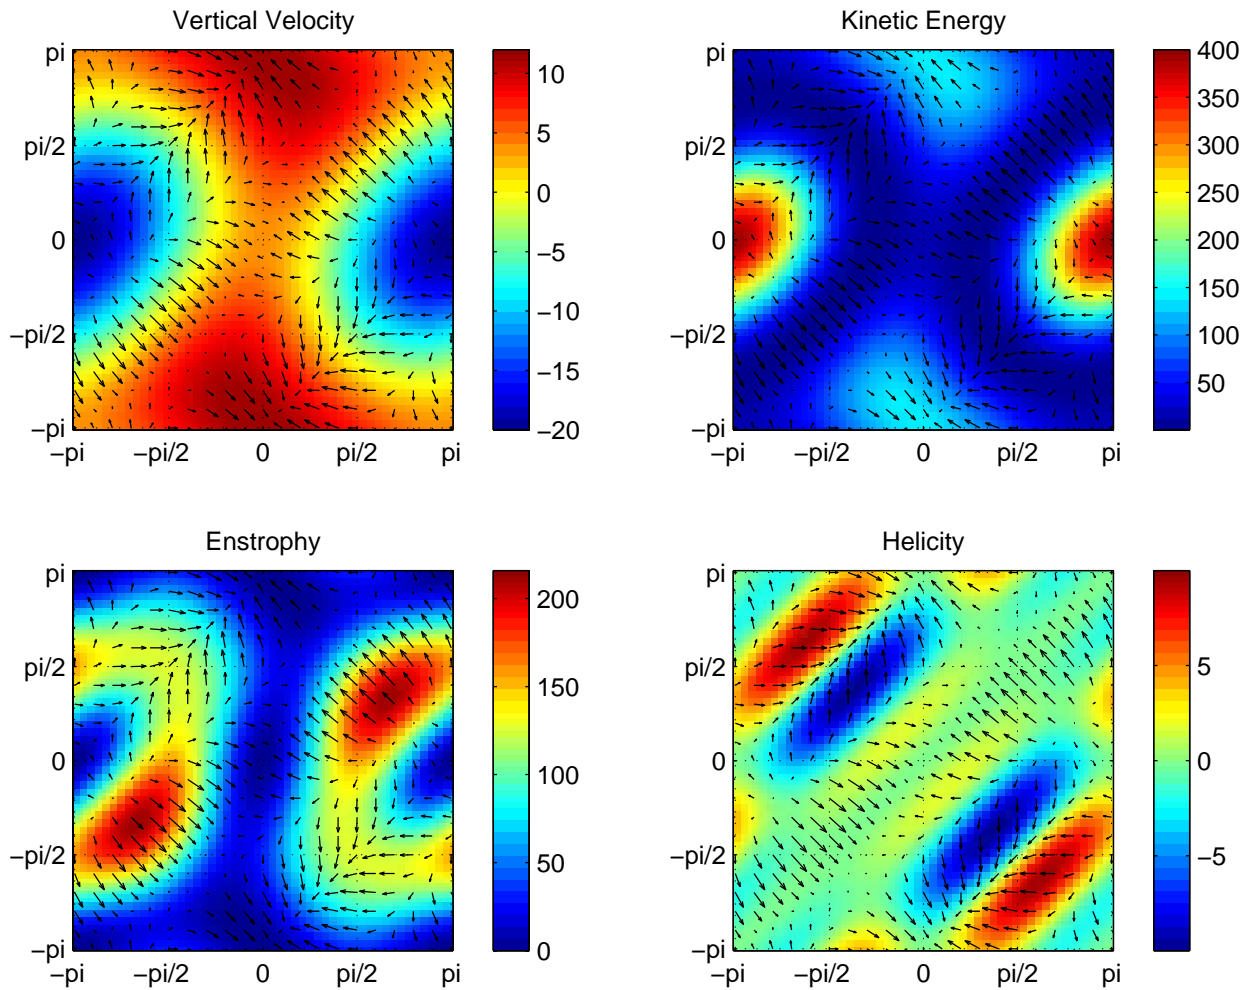 Vertical Velocity
pi
pi/2
0
−pi/2
−pi
−pi
−pi/2
0
pi/2
pi
10
5
0
−5
−10
−15
−20
Kinetic Energy
pi
pi/2
0
−pi/2
−pi
−pi
−pi/2
0
pi/2
pi
400
350
300
250
200
150
100
50
Enstrophy
pi
pi/2
0
−pi/2
−pi
−pi
−pi/2
0
pi/2
pi
200
150
100
50
0
Helicity
pi
pi/2
0
−pi/2
−pi
−pi
−pi/2
0
pi/2
pi
5
0
−5